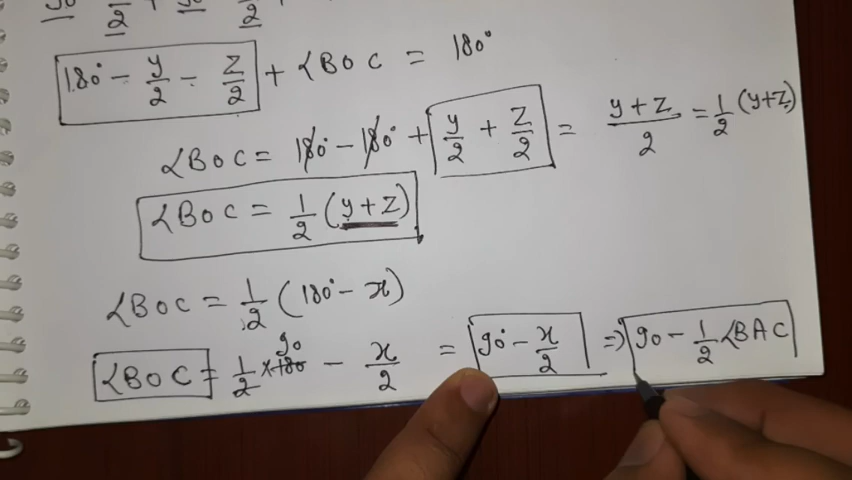 180° - y/2 - z/2 + ∠BOC = 180°
∠BOC = 180° - 180° + y/2 + z/2 = y+z/2 = 1/2 (y+z)
∠BOC = 1/2 (y+z)
∠BOC = 1/2 (180° - x)
90
∠BOC = 1/2 × 180 - x/2 = 90° - x/2 ⇒ 90 - 1/2 ∠BAC